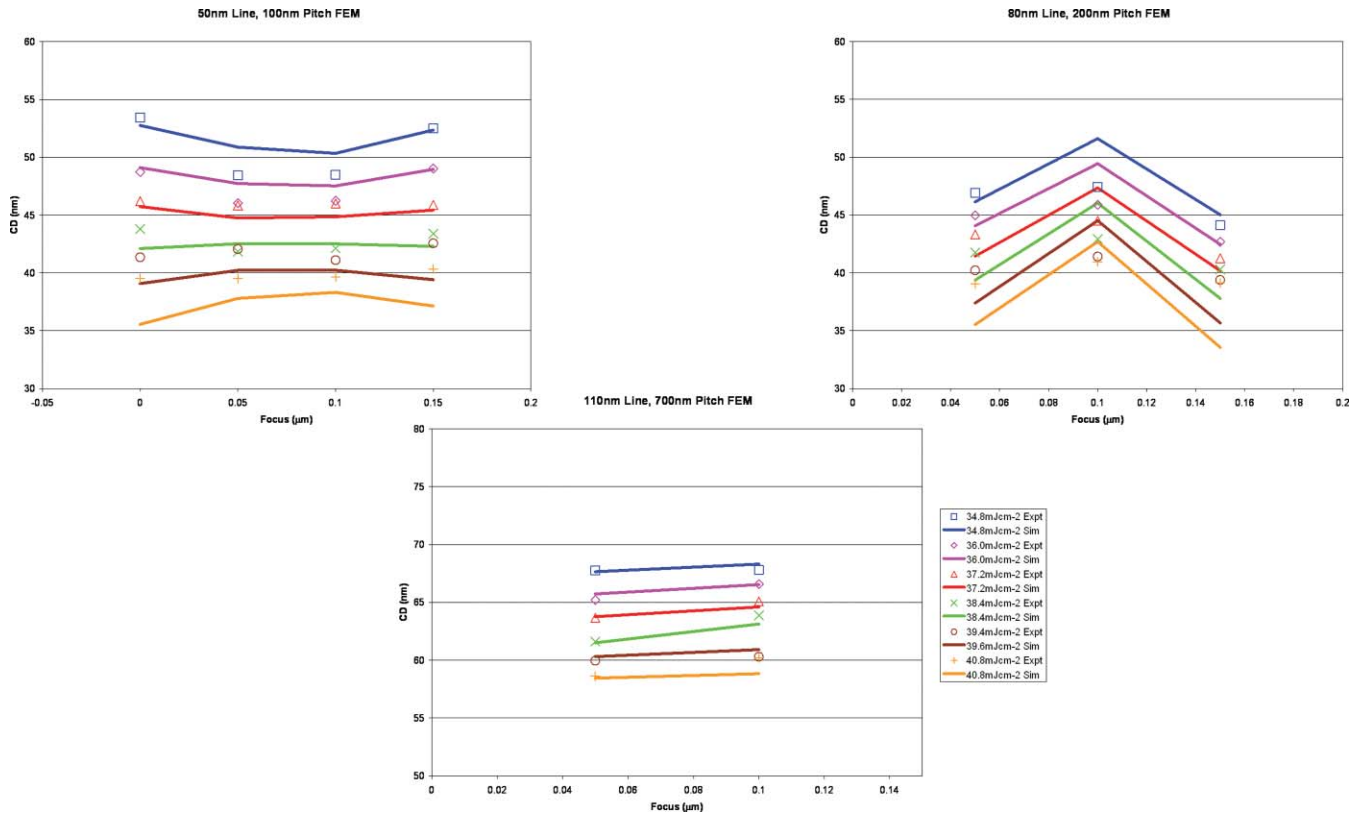 50nm Line, 100nm Pitch FEM
CD (nm)
60
55
50
45
40
35
30
-0.05
0
0.05
0.1
0.15
0.2
Focus (µm)
80nm Line, 200nm Pitch FEM
CD (nm)
60
55
50
45
40
35
30
0
0.02
0.04
0.06
0.08
0.1
0.12
0.14
0.16
0.18
0.2
Focus (µm)
110nm Line, 700nm Pitch FEM
CD (nm)
80
75
70
65
60
55
50
0
0.02
0.04
0.06
0.08
0.1
0.12
0.14
Focus (µm)
34.8mJcm-2 Expt
34.8mJcm-2 Sim
36.0mJcm-2 Expt
36.0mJcm-2 Sim
37.2mJcm-2 Expt
37.2mJcm-2 Sim
38.4mJcm-2 Expt
38.4mJcm-2 Sim
39.4mJcm-2 Expt
39.6mJcm-2 Sim
40.8mJcm-2 Expt
40.8mJcm-2 Sim